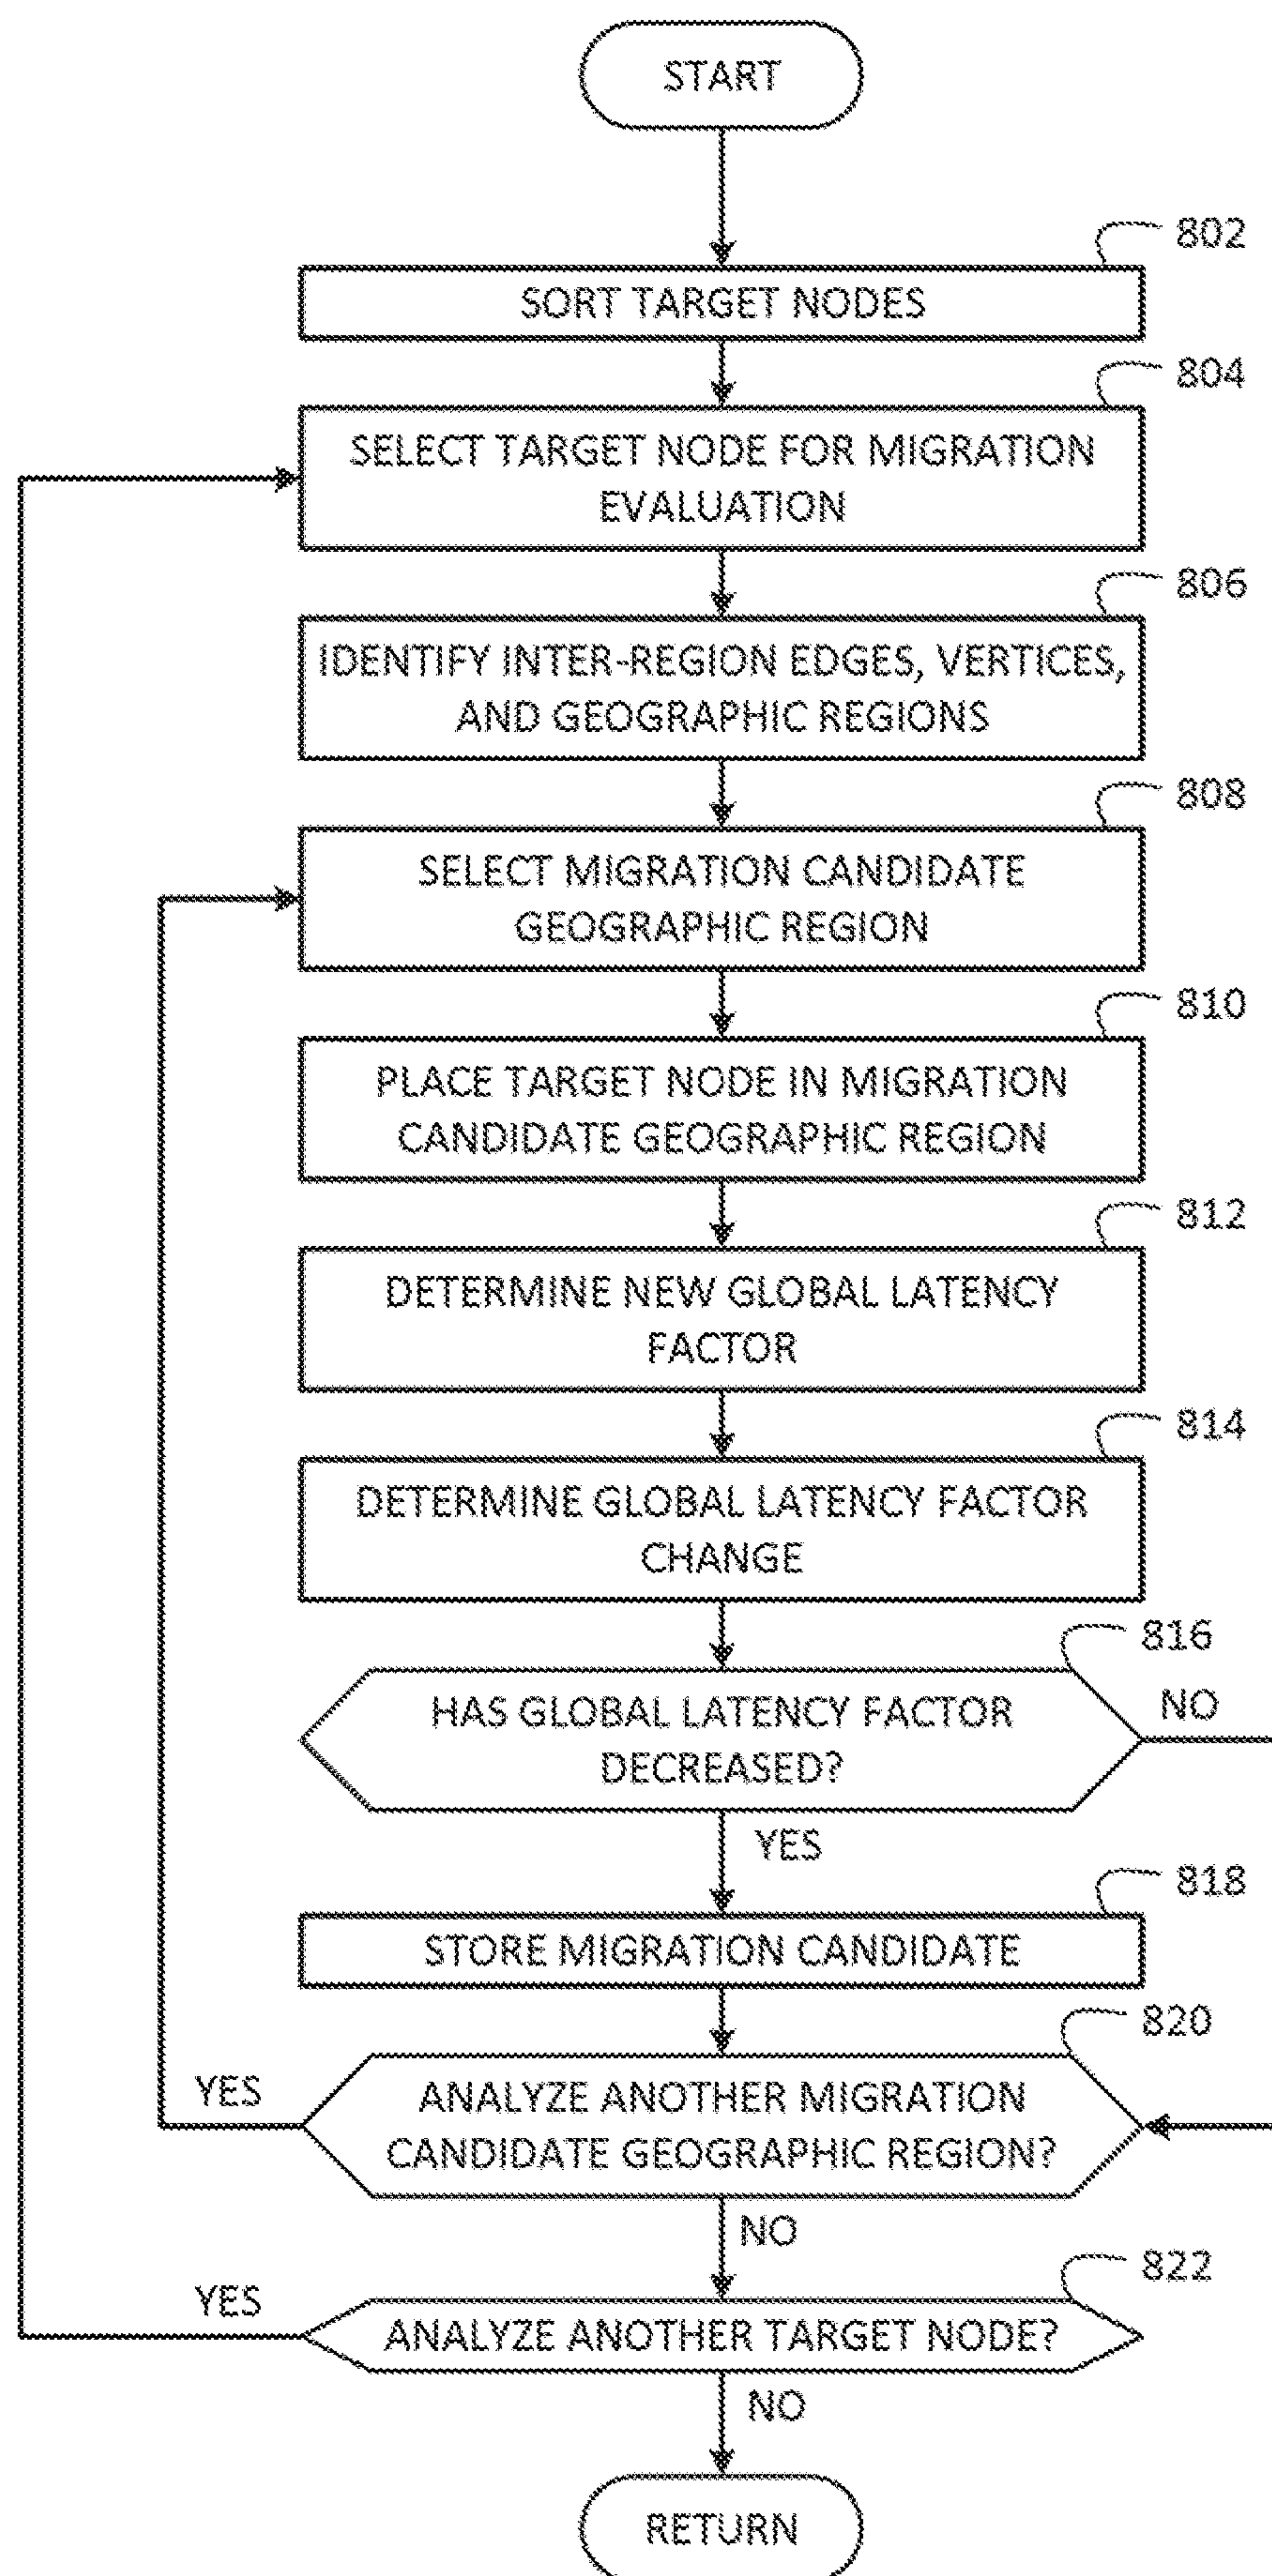 START
802
SORT TARGET NODES
804
SELECT TARGET NODE FOR MIGRATION
EVALUATION
806
IDENTIFY INTER-REGION EDGES, VERTICES,
AND GEOGRAPHIC REGIONS
808
SELECT MIGRATION CANDIDATE
GEOGRAPHIC REGION
810
PLACE TARGET NODE IN MIGRATION
CANDIDATE GEOGRAPHIC REGION
812
DETERMINE NEW GLOBAL LATENCY
FACTOR
814
DETERMINE GLOBAL LATENCY FACTOR
CHANGE
816
HAS GLOBAL LATENCY FACTOR
DECREASED?
NO
YES
818
STORE MIGRATION CANDIDATE
820
YES
ANALYZE ANOTHER MIGRATION
CANDIDATE GEOGRAPHIC REGION?
NO
822
YES
ANALYZE ANOTHER TARGET NODE?
NO
RETURN